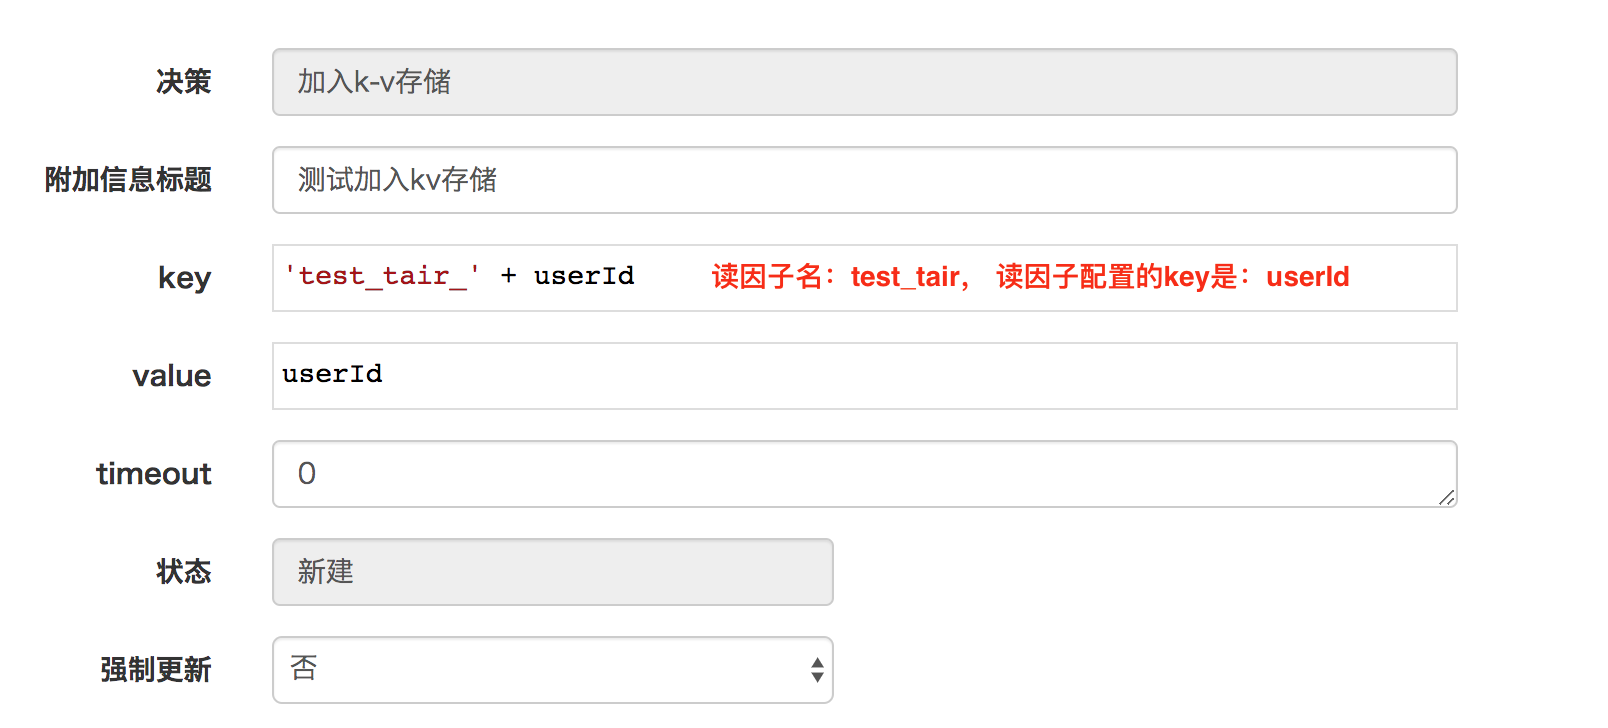 决策 加入k-v存储
附加信息标题 测试加入kv存储
key 'test_tair_' + userId 读因子名：test_tair， 读因子配置的key是：userId
value userId
timeout 0
状态 新建
强制更新 否